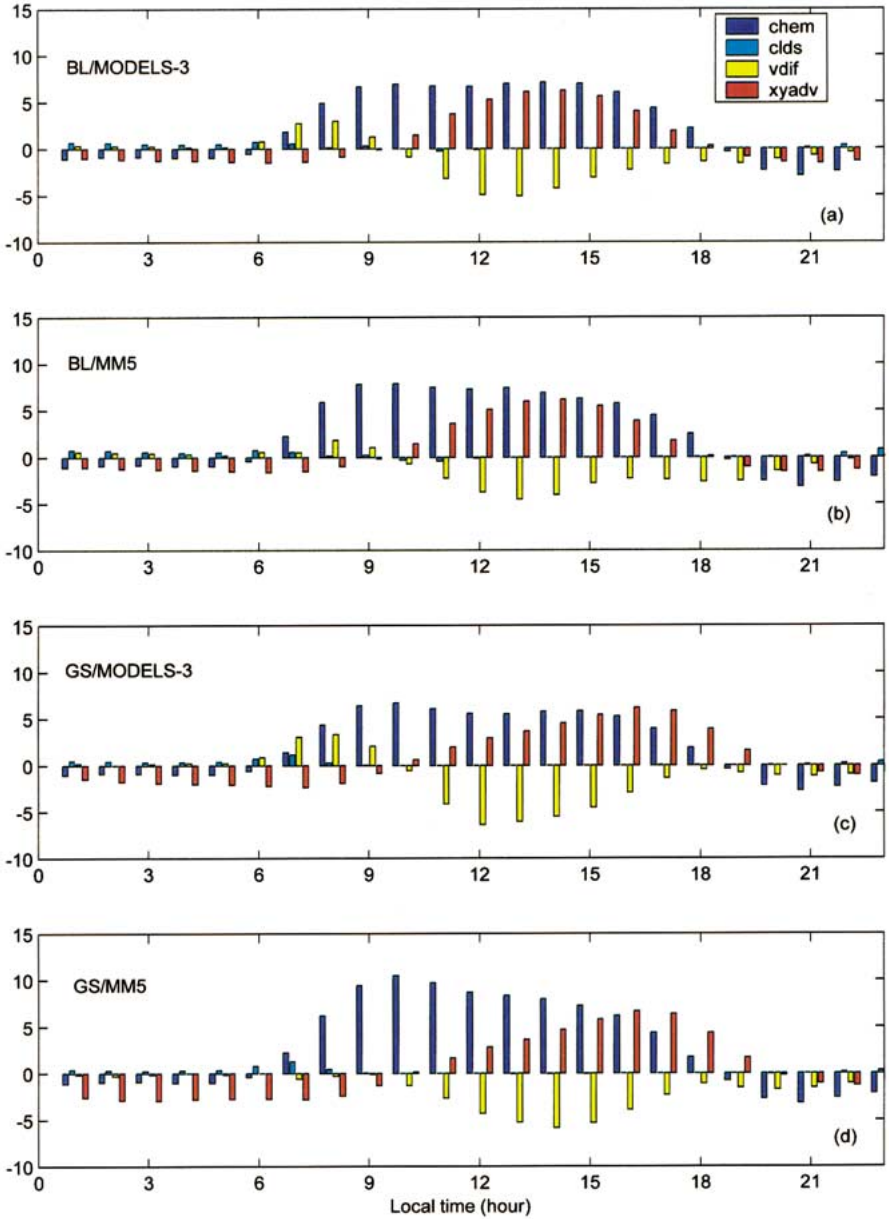 15
10
5
0
-5
-10
BL/MODELS-3
chem
clds
vdif
xyadv
(a)
0 3 6 9 12 15 18 21
15
10
5
0
-5
-10
BL/MM5
(b)
0 3 6 9 12 15 18 21
15
10
5
0
-5
-10
GS/MODELS-3
(c)
0 3 6 9 12 15 18 21
15
10
5
0
-5
-10
GS/MM5
(d)
0 3 6 9 12 15 18 21
Local time (hour)